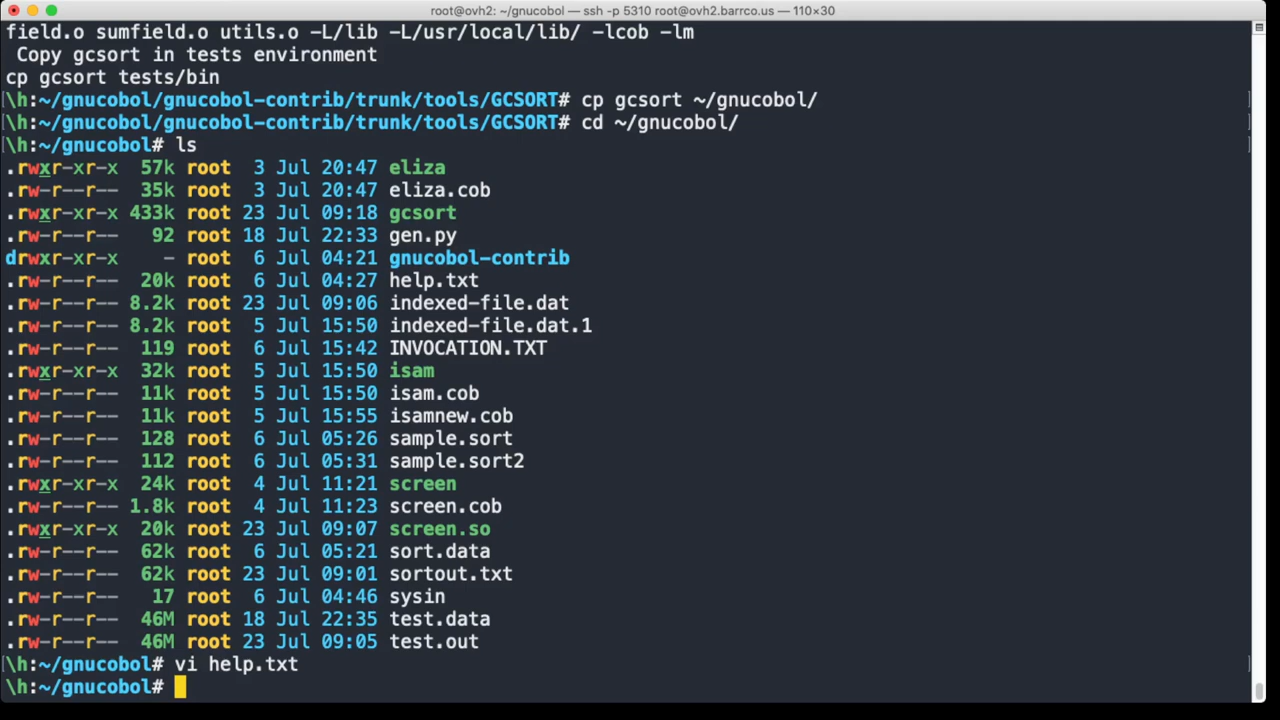 root@ovh2: ~/gnucobol — ssh -p 5310 root@ovh2.barrco.us — 110×30
field.o sumfield.o utils.o -L/lib -L/usr/local/lib/ -lcob -lm
Copy gcsort in tests environment
cp gcsort tests/bin
\h:~/gnucobol/gnucobol-contrib/trunk/tools/GCSORT# cp gcsort ~/gnucobol/
\h:~/gnucobol/gnucobol-contrib/trunk/tools/GCSORT# cd ~/gnucobol/
\h:~/gnucobol# ls
.rwxr-xr-x 57k root 3 Jul 20:47 eliza
.rw-r--r-- 35k root 3 Jul 20:47 eliza.cob
.rwxr-xr-x 433k root 23 Jul 09:18 gcsort
.rw-r--r-- 92 root 18 Jul 22:33 gen.py
drwxr-xr-x - root 6 Jul 04:21 gnucobol-contrib
.rw-r--r-- 20k root 6 Jul 04:27 help.txt
.rw-r--r-- 8.2k root 23 Jul 09:06 indexed-file.dat
.rw-r--r-- 8.2k root 5 Jul 15:50 indexed-file.dat.1
.rw-r--r-- 119 root 6 Jul 15:42 INVOCATION.TXT
.rwxr-xr-x 32k root 5 Jul 15:50 isam
.rw-r--r-- 11k root 5 Jul 15:50 isam.cob
.rw-r--r-- 11k root 5 Jul 15:55 isamnew.cob
.rw-r--r-- 128 root 6 Jul 05:26 sample.sort
.rw-r--r-- 112 root 6 Jul 05:31 sample.sort2
.rwxr-xr-x 24k root 4 Jul 11:21 screen
.rw-r--r-- 1.8k root 4 Jul 11:23 screen.cob
.rwxr-xr-x 20k root 23 Jul 09:07 screen.so
.rw-r--r-- 62k root 6 Jul 05:21 sort.data
.rw-r--r-- 62k root 23 Jul 09:01 sortout.txt
.rw-r--r-- 17 root 6 Jul 04:46 sysin
.rw-r--r-- 46M root 18 Jul 22:35 test.data
.rw-r--r-- 46M root 23 Jul 09:05 test.out
\h:~/gnucobol# vi help.txt
\h:~/gnucobol#